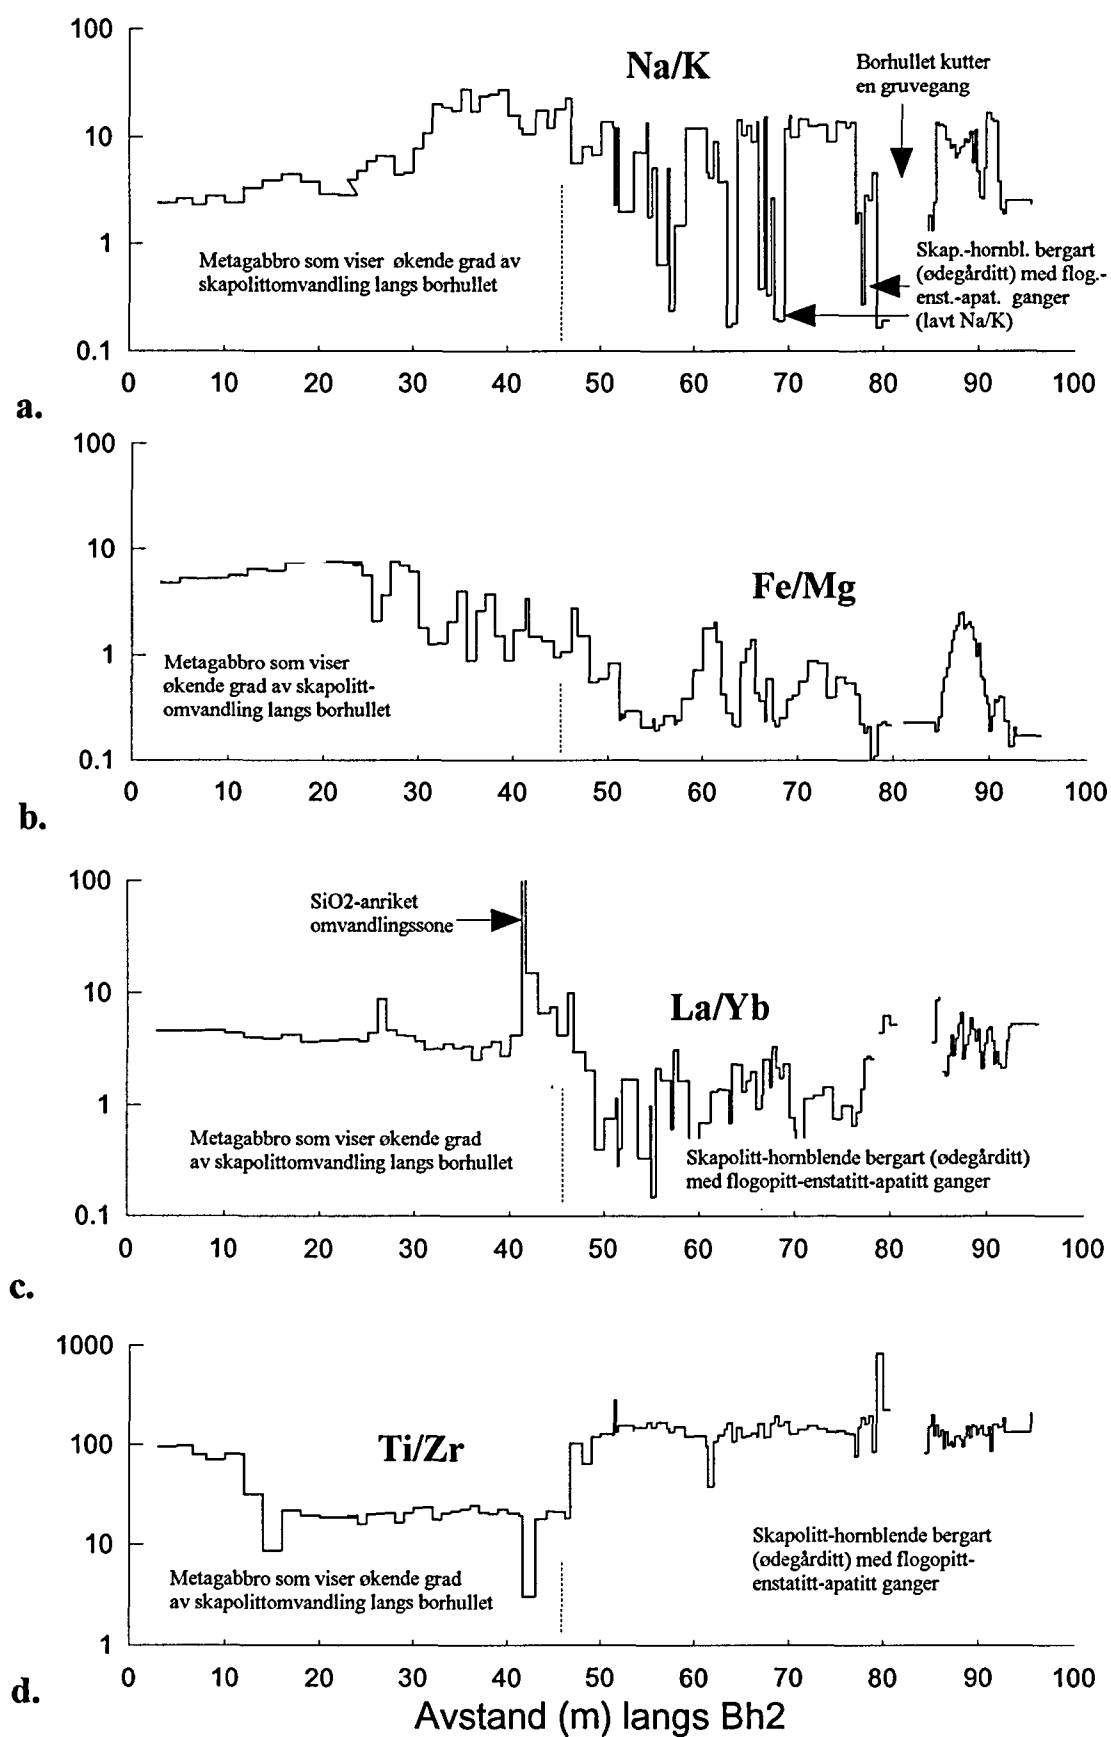 100
10
1
0.1
Na/K
Borhullet kutter
en gruvegang
Metagabbro som viser økende grad av
skapolittomvandling langs borhullet
Skap.-hornbl. bergart
(ødegårditt) med flog.-
enst.-apat. ganger
(lavt Na/K)
0 10 20 30 40 50 60 70 80 90 100
a.
100
10
1
0.1
Fe/Mg
Metagabbro som viser
økende grad av skapolitt-
omvandling langs borhullet
0 10 20 30 40 50 60 70 80 90 100
b.
100
10
1
0.1
SiO2-anriket
omvandlingssone
La/Yb
Metagabbro som viser økende grad
av skapolittomvandling langs borhullet
Skapolitt-hornblende bergart (ødegårditt)
med flogopitt-enstatitt-apatitt ganger
0 10 20 30 40 50 60 70 80 90 100
c.
1000
100
10
1
Ti/Zr
Metagabbro som viser økende grad
av skapolittomvandling langs borhullet
Skapolitt-hornblende bergart
(ødegårditt) med flogopitt-
enstatitt-apatitt ganger
0 10 20 30 40 50 60 70 80 90 100
d.
Avstand (m) langs Bh2